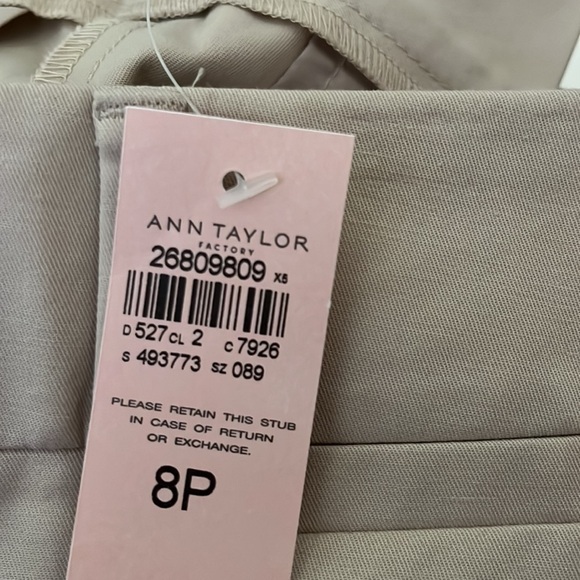 ANN TAYLOR
FACTORY
26809809 X5
D 527 CL 2 C 7926
S 493773 SZ 089
PLEASE RETAIN THIS STUB
IN CASE OF RETURN
OR EXCHANGE.
8P